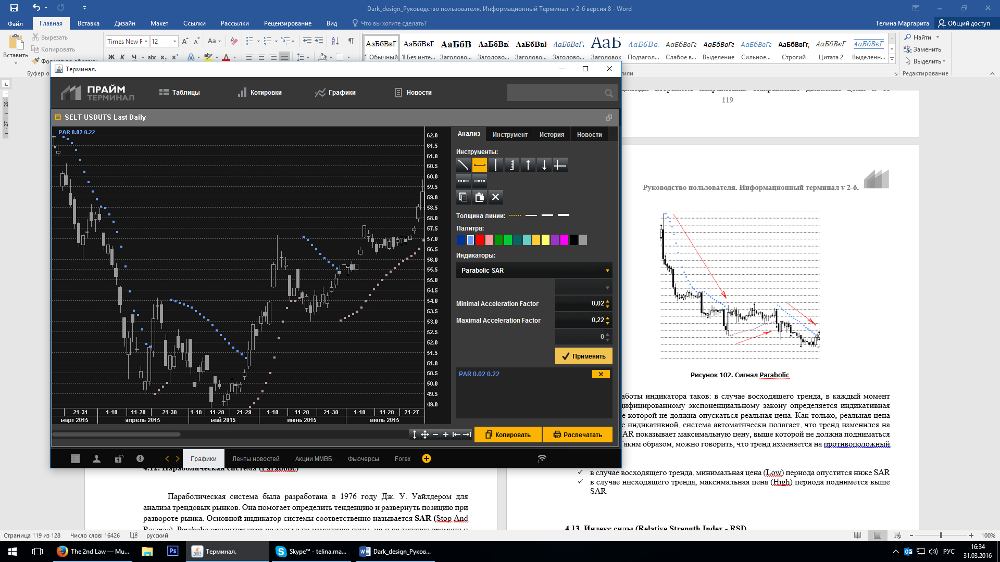 Dark_design_Руководство пользователя. Информационный Терминал v 2-6 версия 8 - Word
Файл
Главная
Вставка
Дизайн
Макет
Ссылки
Рассылки
Рецензирование
Вид
Что вы хотите сделать?
Телина Маргарита
Общий доступ
Вставить
Вырезать
Копировать
Формат по образцу
Times New F
12
Ж К Ч abc x₂ x²
Aa
АаБбВвГ
АаБбВвГ
АаБбВ
АаБбВв
АаБбВвІ
АаБбВвГг
АаБ
АаБбВв
АаБбВвГг
АаБбВвГг
АаБбВвГг
АаБбВвГг
АаБбВвГ
АаБбВвГ
¶ Обычный
¶ Без инте...
Заголово...
Заголово...
Заголово...
Заголово...
Заголовок
Подзагол...
Слабое в...
Выделение
Сильное...
Строгий
Цитата 2
Выделенн...
Найти
Заменить
Выделить
Буфер о
тили
Редактирование
Терминал.
ПРАЙМ
ТЕРМИНАЛ
Таблицы
Котировки
Графики
Новости
SELT USDUTS Last Daily
PAR 0.02 0.22
62.0
61.5
61.0
60.5
60.0
59.5
59.0
58.5
58.0
57.5
57.0
56.5
56.0
55.5
55.0
54.5
54.0
53.5
53.0
52.5
52.0
51.5
51.0
50.5
50.0
49.5
49.0
21-31 1-10 11-20 21-30 1-10 11-20 21-29 1-10 11-20 21-30 1-10 11-20 21-27
март 2015 апрель 2015 май 2015 июнь 2015 июль 2015
Анализ
Инструмент
История
Новости
Инструменты:
Толщина линии:
Палитра:
Индикаторы:
Parabolic SAR
Minimal Acceleration Factor 0,02
Maximal Acceleration Factor 0,22
0
Применить
PAR 0.02 0.22
Копировать
Распечатать
Графики
Ленты новостей
Акции ММВБ
Фьючерсы
Forex
1
119
Руководство пользователя. Информационный терминал v 2-6.
Рисунок 102. Сигнал Parabolic
аботы индикатора таков: в случае восходящего тренда, в каждый момент
дифицированному экспоненциальному закону определяется индикативная
е которой не должна опускаться реальная цена. Как только, реальная цена
е индикативной, система автоматически полагает, что тренд изменился на
AR показывает максимальную цену, выше которой не должна подниматься
Таким образом, можно говорить, что тренд изменяется на противоположный
✓ в случае восходящего тренда, минимальная цена (Low) периода опустится ниже SAR
✓ в случае нисходящего тренда, максимальная цена (High) периода поднимется выше
SAR
4.13. Индекс силы (Relative Strength Index - RSI)
4.12. Параболическая система (Parabolic)
Параболическая система была разработана в 1976 году Дж. У. Уайлдером для
анализа трендовых рынков. Она помогает определить тенденцию и развернуть позицию при
развороте рынка. Основной индикатор системы соответственно называется SAR (Stop And
Reverse). Parabolic ориентируется не только на изменение цены, но и на течение времени и
Страница 119 из 128
Число слов: 16426
русский
100%
The 2nd Law — Mu...
Ps
Терминал.
Skype™ - telina.ma...
Dark_design_Руков...
РУС
16:34
31.03.2016